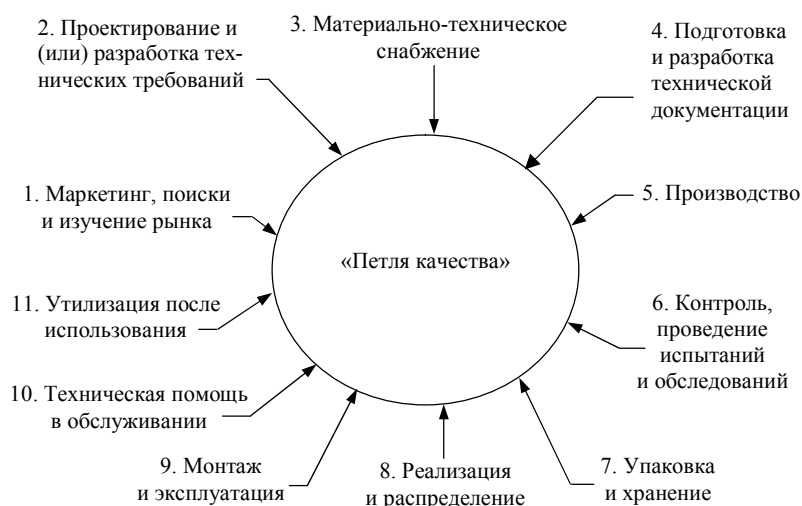 2. Проектирование и
(или) разработка тех-
нических требований
3. Материально-техническое
снабжение
4. Подготовка
и разработка
технической
документации
1. Маркетинг, поиски
и изучение рынка
5. Производство
«Петля качества»
11. Утилизация после
использования
6. Контроль,
проведение
испытаний
и обследований
10. Техническая помощь
в обслуживании
9. Монтаж
и эксплуатация
8. Реализация
и распределение
7. Упаковка
и хранение